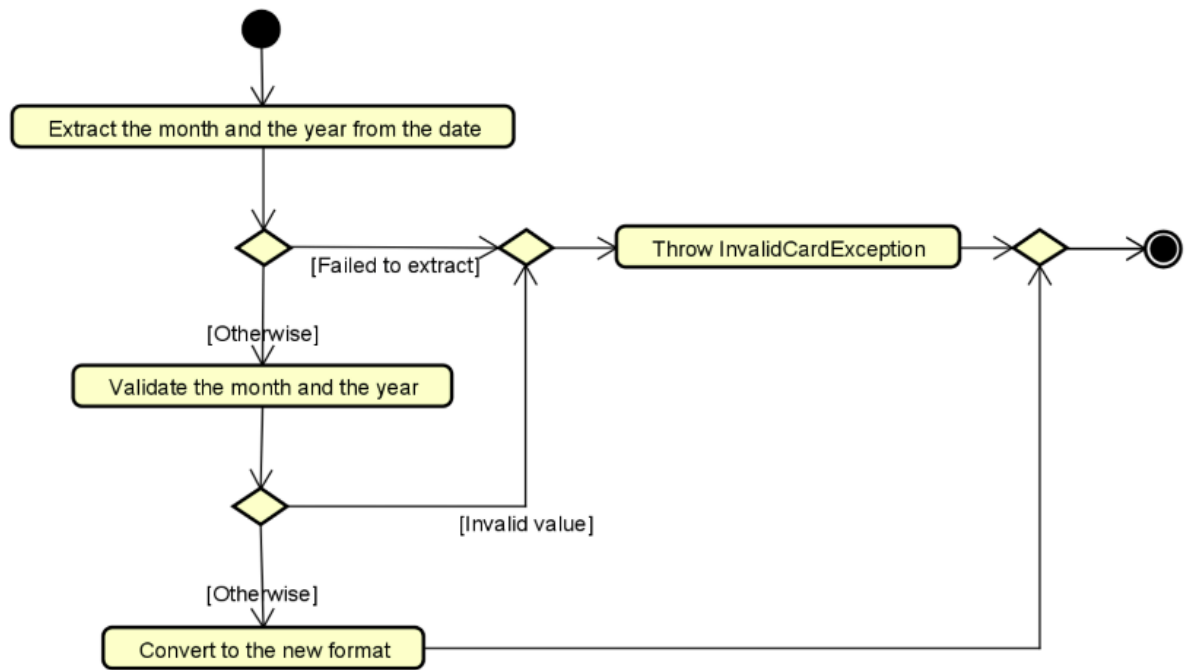 Extract the month and the year from the date
[Failed to extract]
Throw InvalidCardException
[Otherwise]
Validate the month and the year
[Invalid value]
[Otherwise]
Convert to the new format